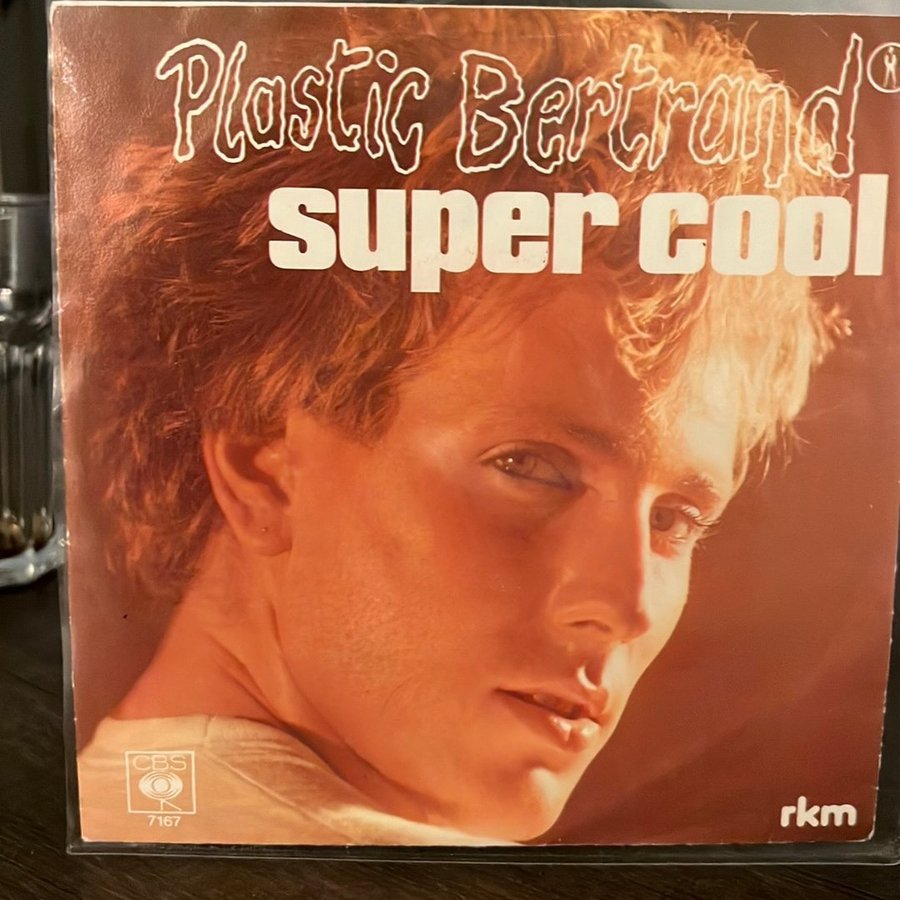 Plastic Bertrand
super cool
CBS
7167
rkm